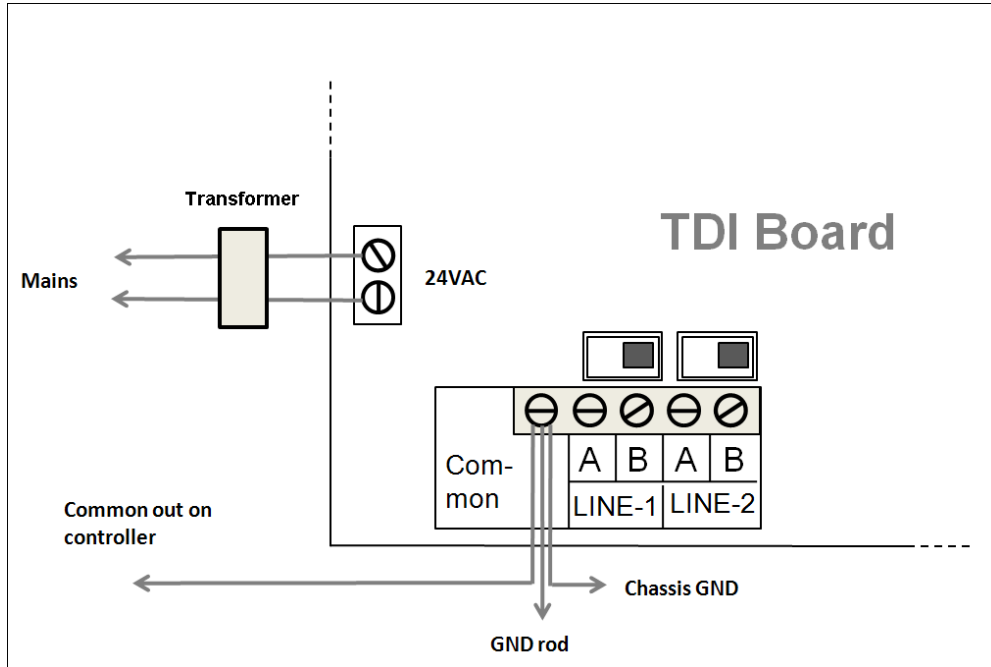 TDI Board
Transformer
Mains
24VAC
Com-
mon
A B A B
LINE-1 LINE-2
Common out on
controller
Chassis GND
GND rod